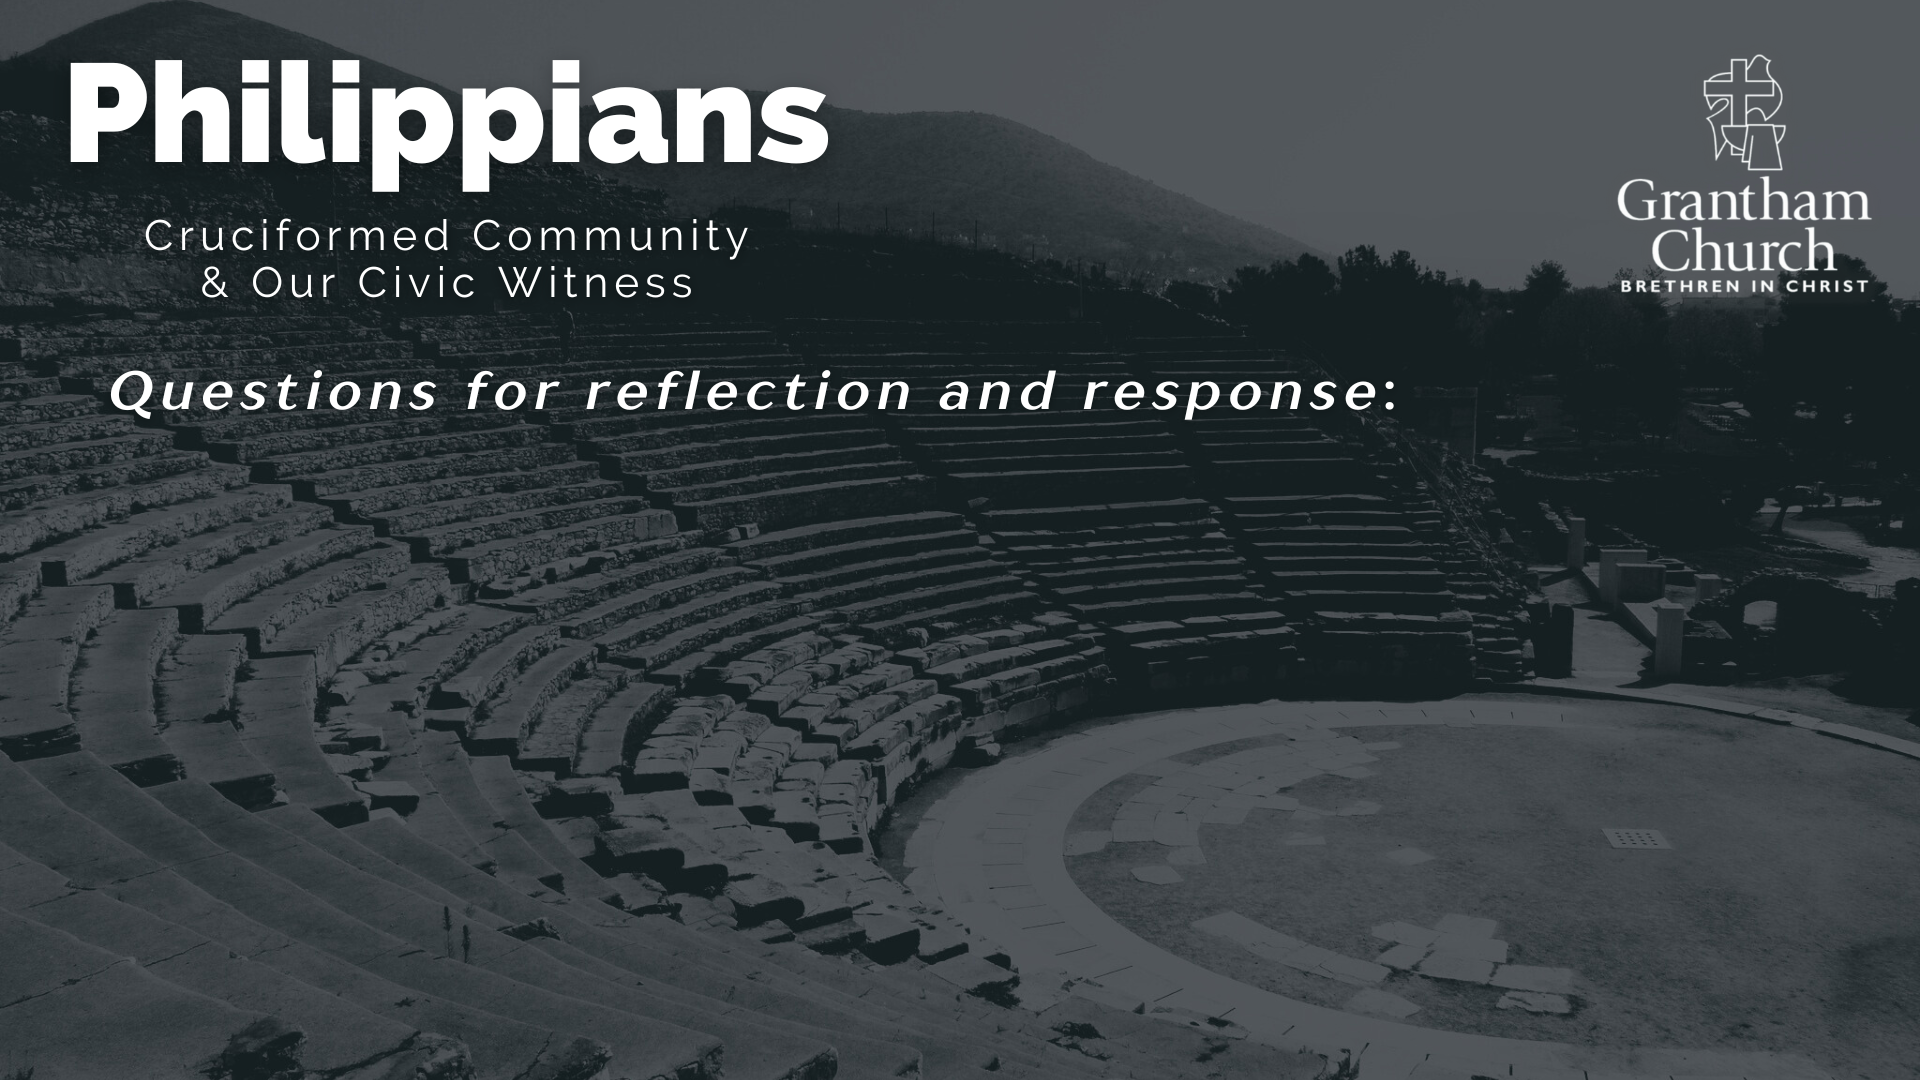 Philippians
Cruciformed Community
& Our Civic Witness
Grantham
Church
BRETHREN IN CHRIST
Questions for reflection and response: